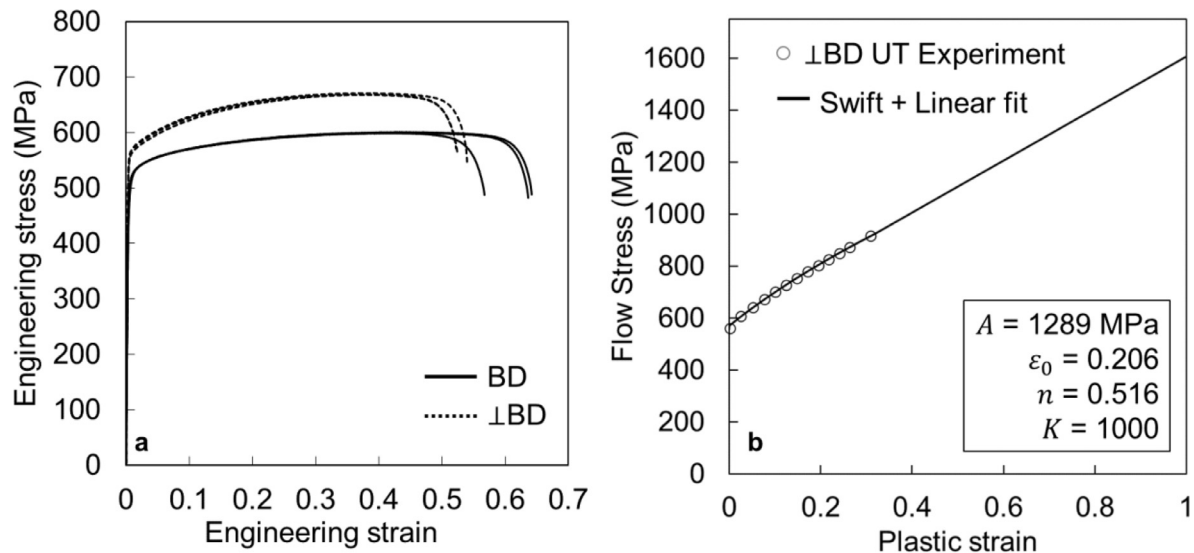 800
700
600
500
400
300
200
100
0
Engineering stress (MPa)
BD
⊥BD
a
0 0.1 0.2 0.3 0.4 0.5 0.6 0.7
Engineering strain
1600
1400
1200
1000
800
600
400
200
0
Flow Stress (MPa)
⊥BD UT Experiment
Swift + Linear fit
A = 1289 MPa
ε₀ = 0.206
n = 0.516
K = 1000
b
0 0.2 0.4 0.6 0.8 1
Plastic strain